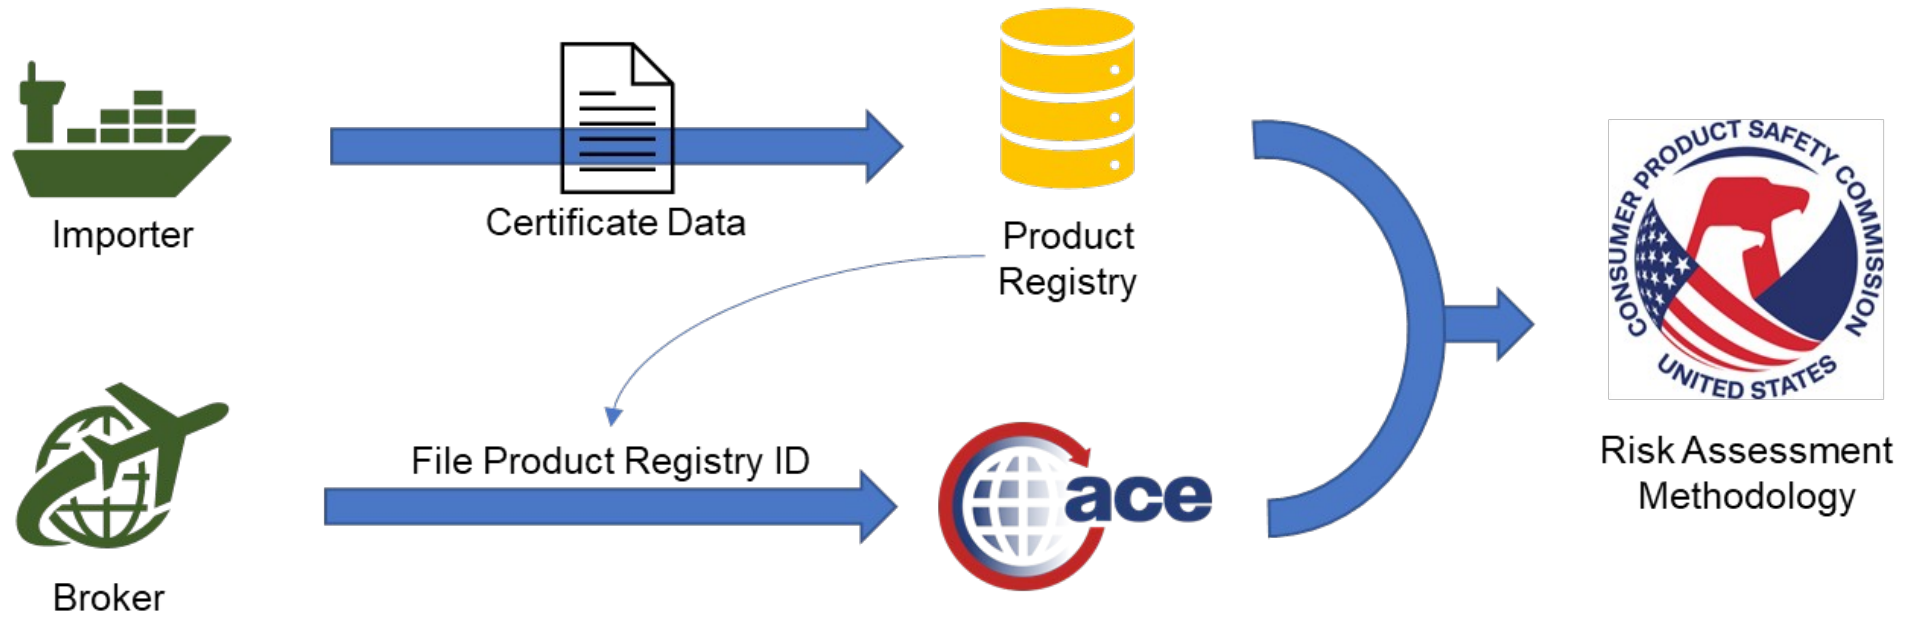 Importer
Certificate Data
Product
Registry
CONSUMER PRODUCT SAFETY COMMISSION
UNITED STATES
Risk Assessment
Methodology
File Product Registry ID
ace
Broker